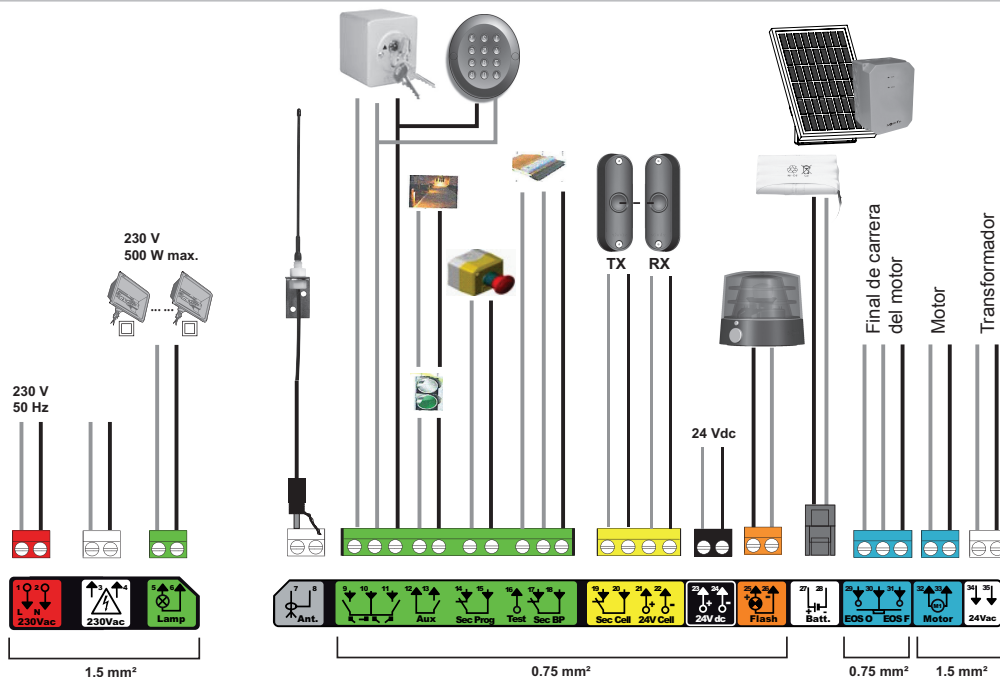 230 V
500 W max.
230 V
50 Hz
TX
RX
24 Vdc
Final de carrera
del motor
Motor
Transformador
1 2
L N
230Vac
3 4
230Vac
5 6
Lamp
7 8
Ant.
9 10 11
12 13
Aux
14 15
Sec Prog
16
Test
17 18
Sec BP
19 20
Sec Cell
21 22
24V Cell
23 24
24V dc
25 26
Flash
27 28
Batt.
29 30 31
EOS O EOS F
32 33
M1
Motor
34 35
24Vac
1.5 mm²
0.75 mm²
0.75 mm²
1.5 mm²